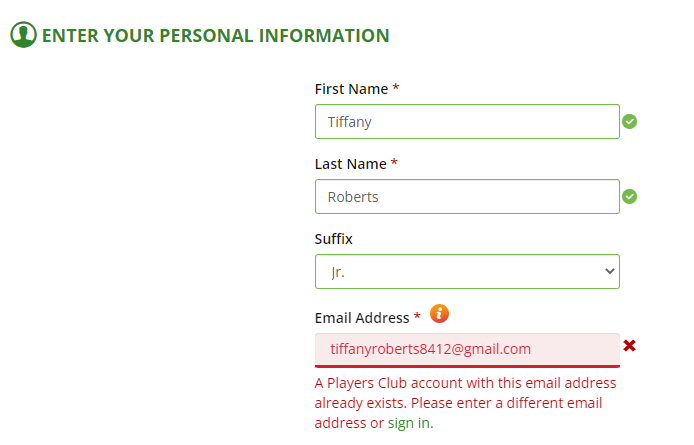 ENTER YOUR PERSONAL INFORMATION
First Name *
Tiffany
Last Name *
Roberts
Suffix
Jr.
Email Address *
tiffanyroberts8412@gmail.com
A Players Club account with this email address
already exists. Please enter a different email
address or sign in.